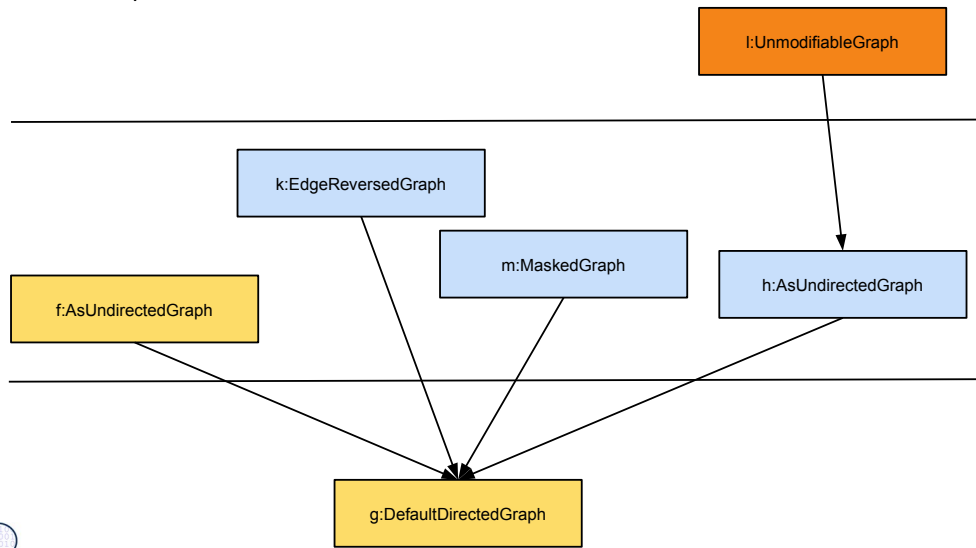 l:UnmodifiableGraph
k:EdgeReversedGraph
m:MaskedGraph
h:AsUndirectedGraph
f:AsUndirectedGraph
g:DefaultDirectedGraph